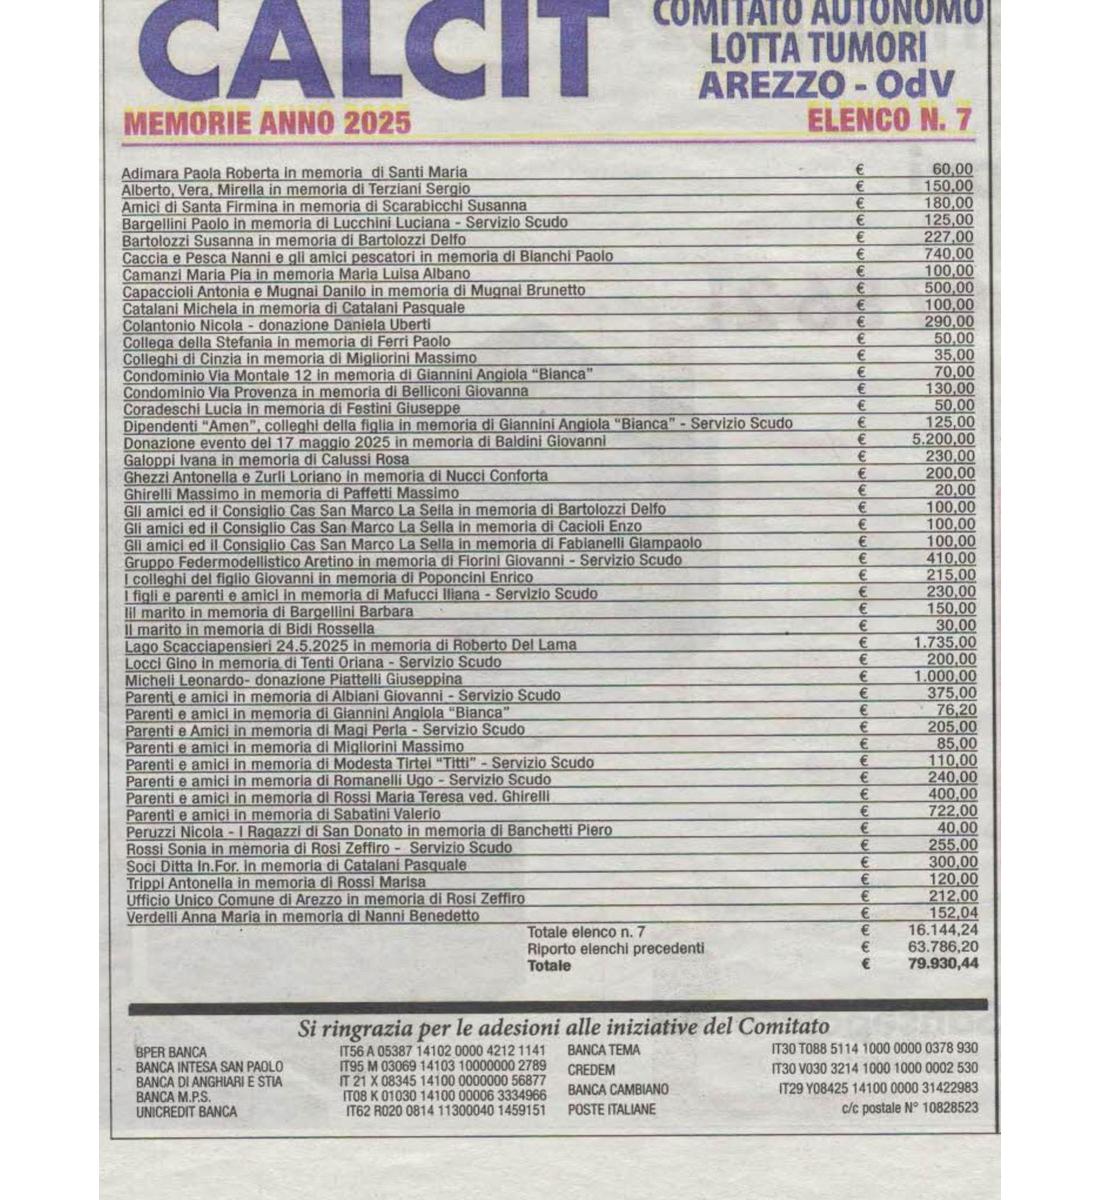 CALCIT
COMITATO AUTONOMO
LOTTA TUMORI
AREZZO - OdV
MEMORIE ANNO 2025
ELENCO N. 7
Adimara Paola Roberta in memoria di Santi Maria € 60,00
Alberto, Vera, Mirella in memoria di Terziani Sergio € 150,00
Amici di Santa Firmina in memoria di Scarabicchi Susanna € 180,00
Bargellini Paolo in memoria di Lucchini Luciana - Servizio Scudo € 125,00
Bartolozzi Susanna in memoria di Bartolozzi Delfo € 227,00
Caccia e Pesca Nanni e gli amici pescatori in memoria di Bianchi Paolo € 740,00
Camanzi Maria Pia in memoria Maria Luisa Albano € 100,00
Capaccioli Antonia e Mugnai Danilo in memoria di Mugnai Brunetto € 500,00
Catalani Michela in memoria di Catalani Pasquale € 100,00
Colantonio Nicola - donazione Daniela Uberti € 290,00
Collega della Stefania in memoria di Ferri Paolo € 50,00
Colleghi di Cinzia in memoria di Migliorini Massimo € 35,00
Condominio Via Montale 12 in memoria di Giannini Angiola “Bianca” € 70,00
Condominio Via Provenza in memoria di Belliconi Giovanna € 130,00
Coradeschi Lucia in memoria di Festini Giuseppe € 50,00
Dipendenti “Amen”, colleghi della figlia in memoria di Giannini Angiola “Bianca” - Servizio Scudo € 125,00
Donazione evento del 17 maggio 2025 in memoria di Baldini Giovanni € 5.200,00
Galoppi Ivana in memoria di Calussi Rosa € 230,00
Ghezzi Antonella e Zurli Loriano in memoria di Nucci Conforta € 200,00
Ghirelli Massimo in memoria di Paffetti Massimo € 20,00
Gli amici ed il Consiglio Cas San Marco La Sella in memoria di Bartolozzi Delfo € 100,00
Gli amici ed il Consiglio Cas San Marco La Sella in memoria di Cacioli Enzo € 100,00
Gli amici ed il Consiglio Cas San Marco La Sella in memoria di Fabianelli Giampaolo € 100,00
Gruppo Federmodellistico Aretino in memoria di Fiorini Giovanni - Servizio Scudo € 410,00
I colleghi del figlio Giovanni in memoria di Poponcini Enrico € 215,00
I figli e parenti e amici in memoria di Mafucci Iliana - Servizio Scudo € 230,00
Iil marito in memoria di Bargellini Barbara € 150,00
Il marito in memoria di Bidi Rossella € 30,00
Lago Scacciapensieri 24.5.2025 in memoria di Roberto Del Lama € 1.735,00
Locci Gino in memoria di Tenti Oriana - Servizio Scudo € 200,00
Micheli Leonardo- donazione Piattelli Giuseppina € 1.000,00
Parenti e amici in memoria di Albiani Giovanni - Servizio Scudo € 375,00
Parenti e amici in memoria di Giannini Angiola “Bianca” € 76,20
Parenti e Amici in memoria di Magi Perla - Servizio Scudo € 205,00
Parenti e amici in memoria di Migliorini Massimo € 85,00
Parenti e amici in memoria di Modesta Tirtei “Titti” - Servizio Scudo € 110,00
Parenti e amici in memoria di Romanelli Ugo - Servizio Scudo € 240,00
Parenti e amici in memoria di Rossi Maria Teresa ved. Ghirelli € 400,00
Parenti e amici in memoria di Sabatini Valerio € 722,00
Peruzzi Nicola - I Ragazzi di San Donato in memoria di Banchetti Piero € 40,00
Rossi Sonia in memoria di Rosi Zeffiro - Servizio Scudo € 255,00
Soci Ditta In.For. in memoria di Catalani Pasquale € 300,00
Trippi Antonella in memoria di Rossi Marisa € 120,00
Ufficio Unico Comune di Arezzo in memoria di Rosi Zeffiro € 212,00
Verdelli Anna Maria in memoria di Nanni Benedetto € 152,04
Totale elenco n. 7 € 16.144,24
Riporto elenchi precedenti € 63.786,20
Totale € 79.930,44
Si ringrazia per le adesioni alle iniziative del Comitato
BPER BANCA IT56 A 05387 14102 0000 4212 1141
BANCA INTESA SAN PAOLO IT95 M 03069 14103 10000000 2789
BANCA DI ANGHIARI E STIA IT 21 X 08345 14100 0000000 56877
BANCA M.P.S. IT08 K 01030 14100 00006 3334966
UNICREDIT BANCA IT62 R020 0814 11300040 1459151
BANCA TEMA IT30 T088 5114 1000 0000 0378 930
CREDEM IT30 V030 3214 1000 1000 0002 530
BANCA CAMBIANO IT29 Y08425 14100 0000 31422983
POSTE ITALIANE c/c postale N° 10828523